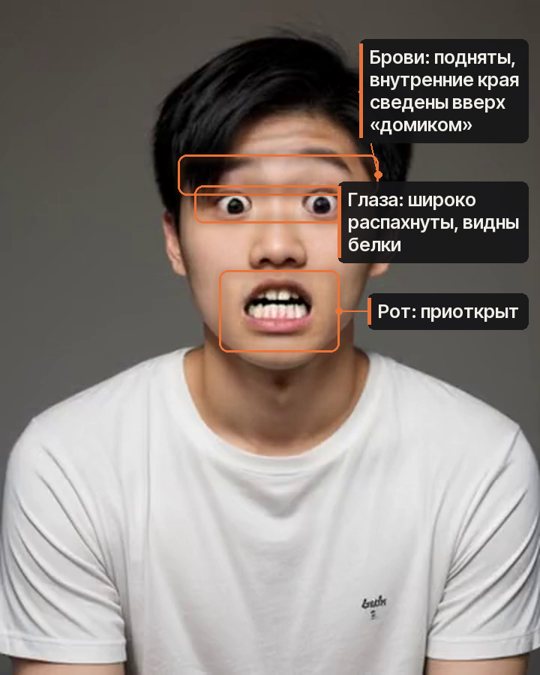 Брови: подняты,
внутренние края
сведены вверх
«домиком»
Глаза: широко
распахнуты, видны
белки
Рот: приоткрыт